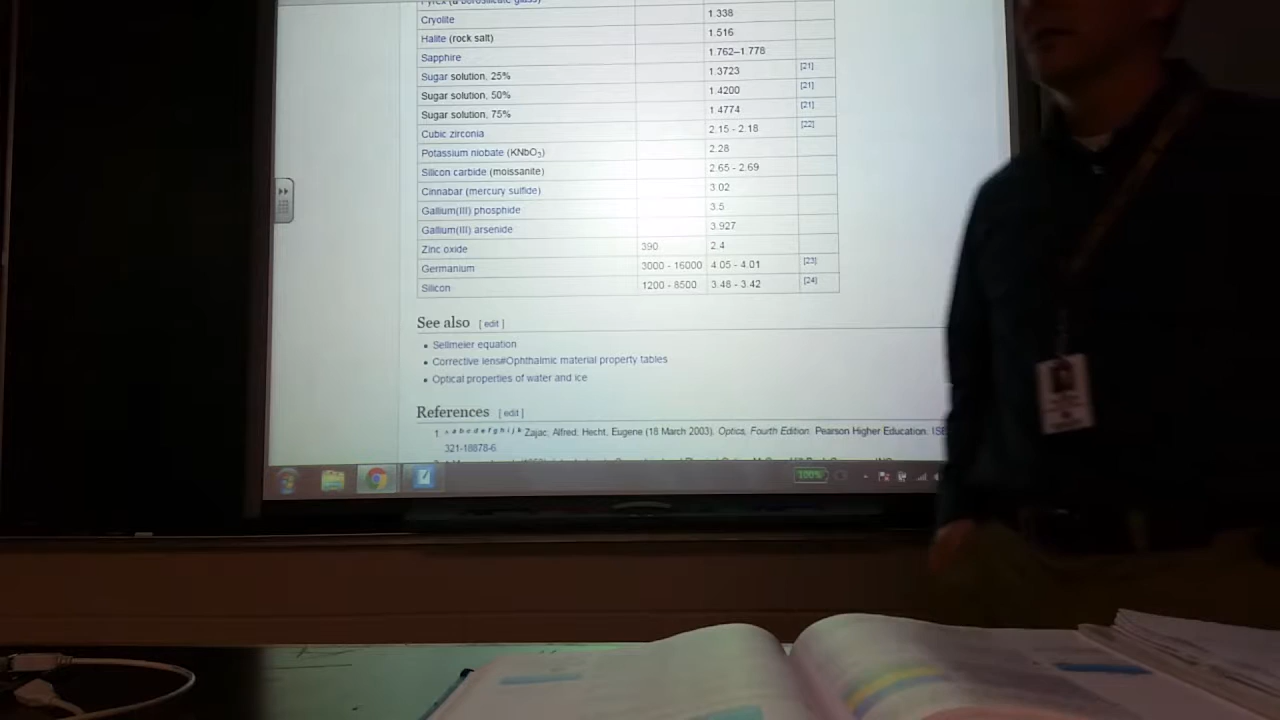 Pyrex (a borosilicate glass)
Cryolite 1.338
Halite (rock salt) 1.516
Sapphire 1.762–1.778
Sugar solution, 25% 1.3723 [21]
Sugar solution, 50% 1.4200 [21]
Sugar solution, 75% 1.4774 [21]
Cubic zirconia 2.15 - 2.18 [22]
Potassium niobate (KNbO3) 2.28
Silicon carbide (moissanite) 2.65 - 2.69
Cinnabar (mercury sulfide) 3.02
Gallium(III) phosphide 3.5
Gallium(III) arsenide 3.927
Zinc oxide 390 2.4
Germanium 3000 - 16000 4.05 - 4.01 [23]
Silicon 1200 - 8500 3.48 - 3.42 [24]
See also [ edit ]
• Sellmeier equation
• Corrective lens#Ophthalmic material property tables
• Optical properties of water and ice
References [ edit ]
1. ^ a b c d e f g h i j k Zajac, Alfred; Hecht, Eugene (18 March 2003). Optics, Fourth Edition. Pearson Higher Education.
321-18878-6.
100%